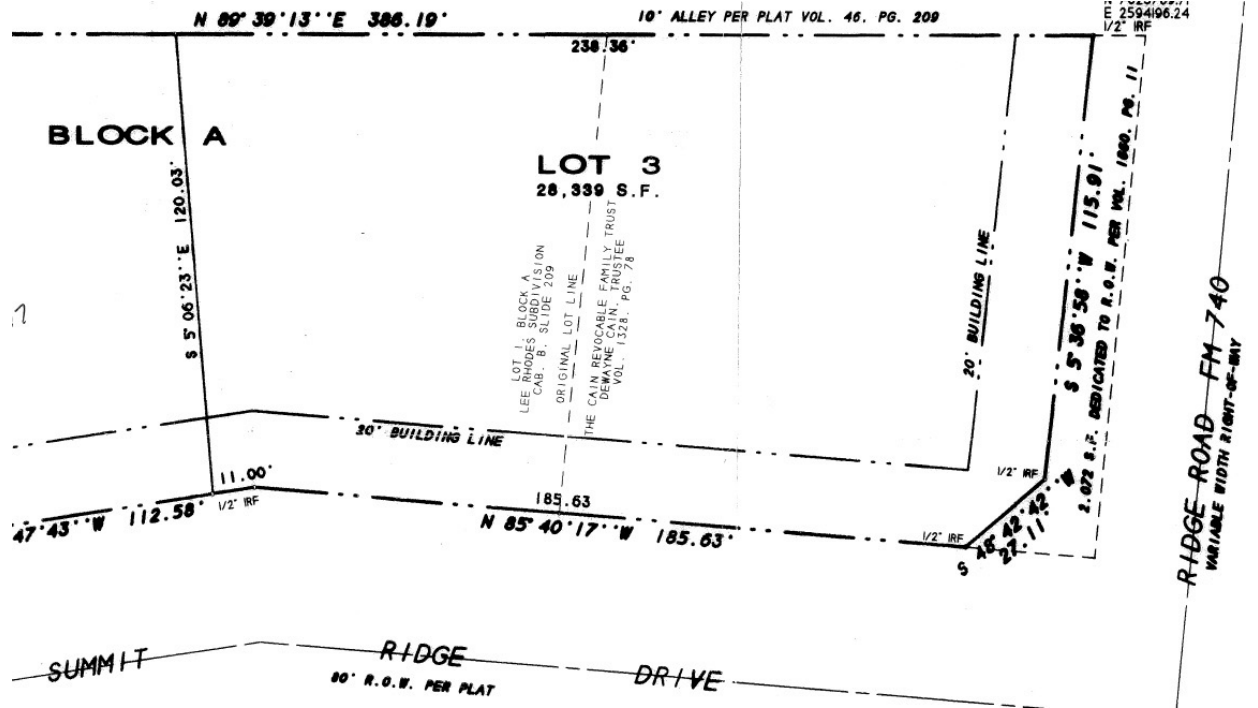 N 89° 39'13''E 386.19'
10' ALLEY PER PLAT VOL. 46. PG. 209
E 2594196.24
1/2" IRF
238.36'
BLOCK A
LOT 3
28,339 S.F.
S 5° 06'23''E 120.03'
LOT 1, BLOCK A
LEE RHODES SUBDIVISION
CAB. B. SLIDE 209
ORIGINAL LOT LINE
THE CAIN REVOCABLE FAMILY TRUST
DEWAYNE CAIN, TRUSTEE
VOL. 1328. PG. 78
20' BUILDING LINE
S 5° 36'58''W 115.91'
2.072 S.F. DEDICATED TO R.O.W. PER VOL. 1880. PG. 11
RIDGE ROAD FM 740
VARIABLE WIDTH RIGHT-OF-WAY
BUILDING LINE
11.00'
1/2" IRF
47'43''W 112.58'
185.63
N 85° 40'17''W 185.63'
1/2" IRF
1/2" IRF
S 48° 42'42''W
27.11'
SUMMIT RIDGE DRIVE
R.O.W. PER PLAT